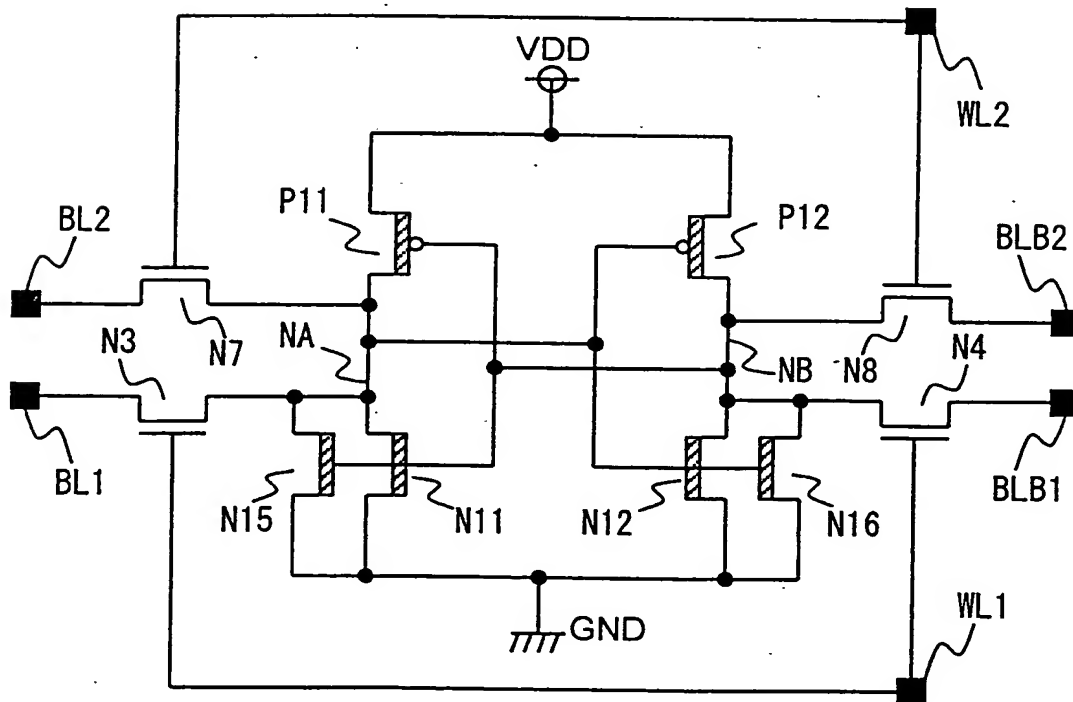 VDD
WL2
P11
P12
BL2
BLB2
N7
NA
NB
N8
N3
N4
BL1
BLB1
N15
N11
N12
N16
GND
WL1